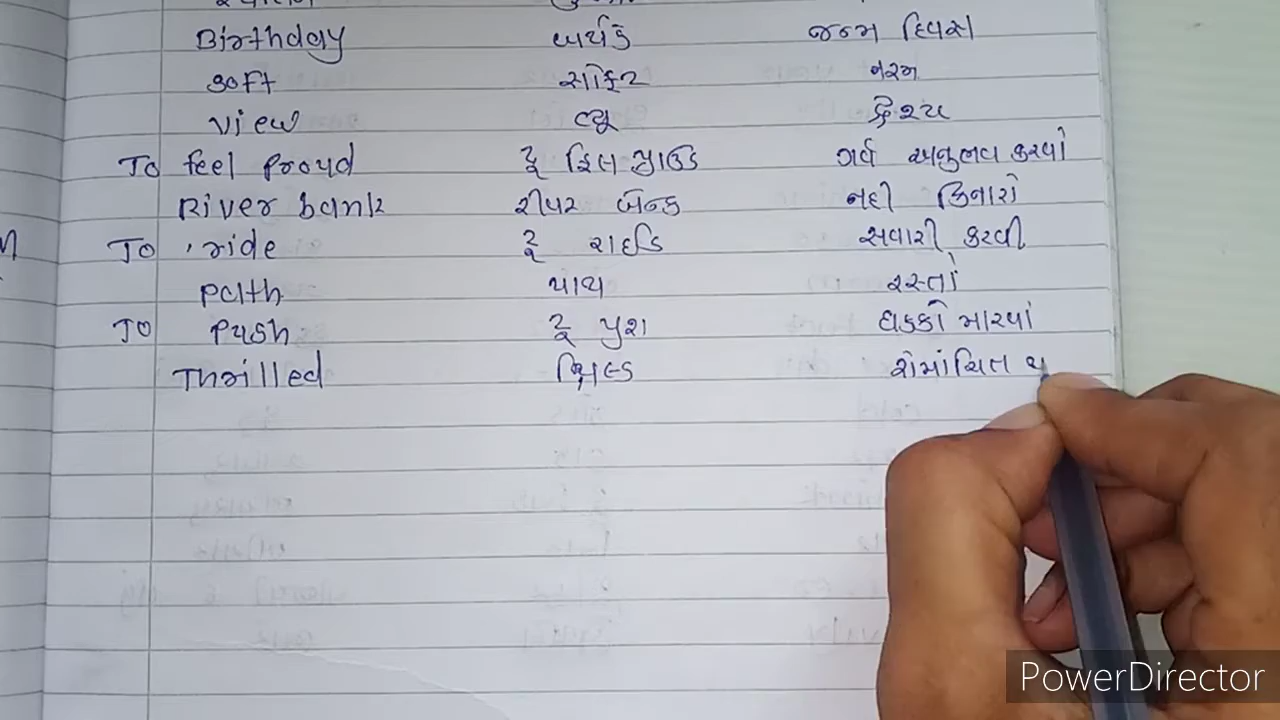 Birthday બર્થડે જન્મ દિવસ
soft સોફ્ટ નરમ
view વ્યૂ દ્રશ્ય
To feel proud ટૂ ફિલ પ્રાઉડ ગર્વ અનુભવ કરવો
River bank રીવર બેન્ક નદી કિનારો
To ride ટૂ રાઈડ સવારી કરવી
path પાથ રસ્તો
To push ટૂ પુશ ધક્કો મારવાં
Thrilled થ્રિલ્ડ રોમાંચિત થ
PowerDirector